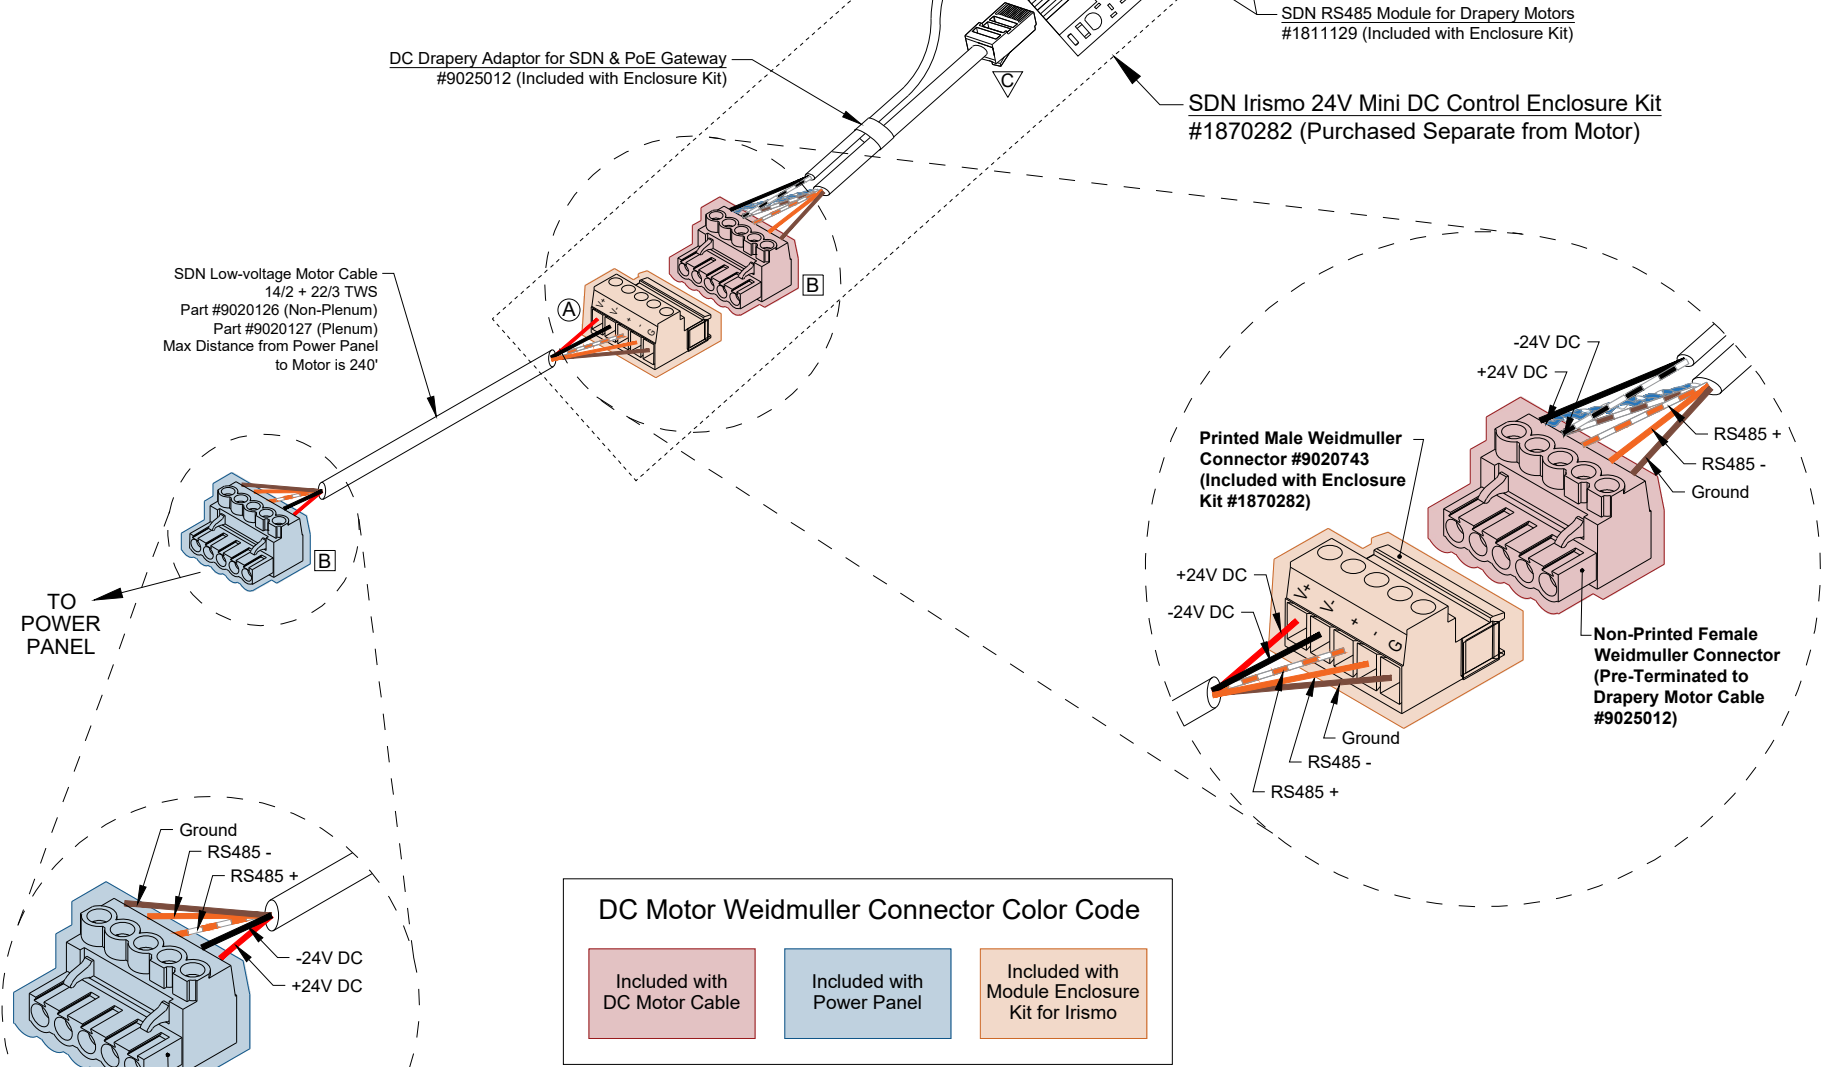 SDN RS485 Module for Drapery Motors
#1811129 (Included with Enclosure Kit)
DC Drapery Adaptor for SDN & PoE Gateway
#9025012 (Included with Enclosure Kit)
C
SDN Irismo 24V Mini DC Control Enclosure Kit
#1870282 (Purchased Separate from Motor)
SDN Low-voltage Motor Cable
14/2 + 22/3 TWS
Part #9020126 (Non-Plenum)
Part #9020127 (Plenum)
Max Distance from Power Panel
to Motor is 240'
A
V+
V-
+
-
G
B
B
TO
POWER
PANEL
-24V DC
+24V DC
RS485 +
RS485 -
Ground
Printed Male Weidmuller
Connector #9020743
(Included with Enclosure
Kit #1870282)
+24V DC
-24V DC
V+
V-
+
-
G
Ground
RS485 -
RS485 +
Non-Printed Female
Weidmuller Connector
(Pre-Terminated to
Drapery Motor Cable
#9025012)
Ground
RS485 -
RS485 +
-24V DC
+24V DC
DC Motor Weidmuller Connector Color Code
Included with
DC Motor Cable
Included with
Power Panel
Included with
Module Enclosure
Kit for Irismo